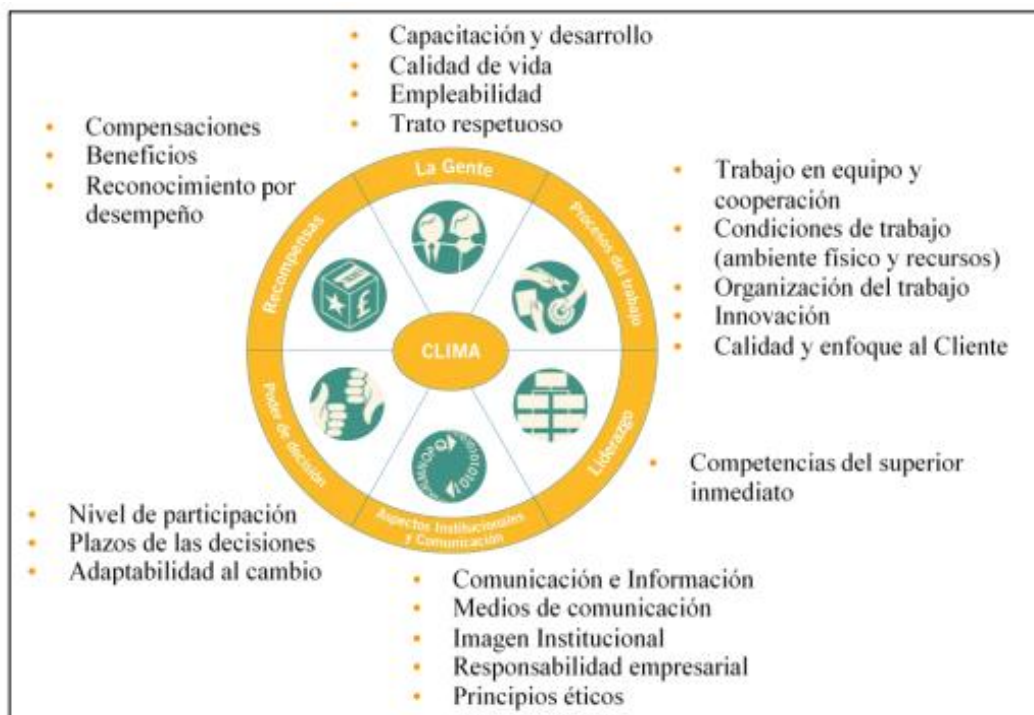 • Capacitación y desarrollo
• Calidad de vida
• Empleabilidad
• Trato respetuoso
• Compensaciones
• Beneficios
• Reconocimiento por
desempeño
• Trabajo en equipo y
cooperación
• Condiciones de trabajo
(ambiente físico y recursos)
• Organización del trabajo
• Innovación
• Calidad y enfoque al Cliente
La Gente
Procesos del trabajo
Liderazgo
Aspectos Institucionales
y Comunicación
Poder de decisión
Recompensas
CLIMA
• Competencias del superior
inmediato
• Nivel de participación
• Plazos de las decisiones
• Adaptabilidad al cambio
• Comunicación e Información
• Medios de comunicación
• Imagen Institucional
• Responsabilidad empresarial
• Principios éticos